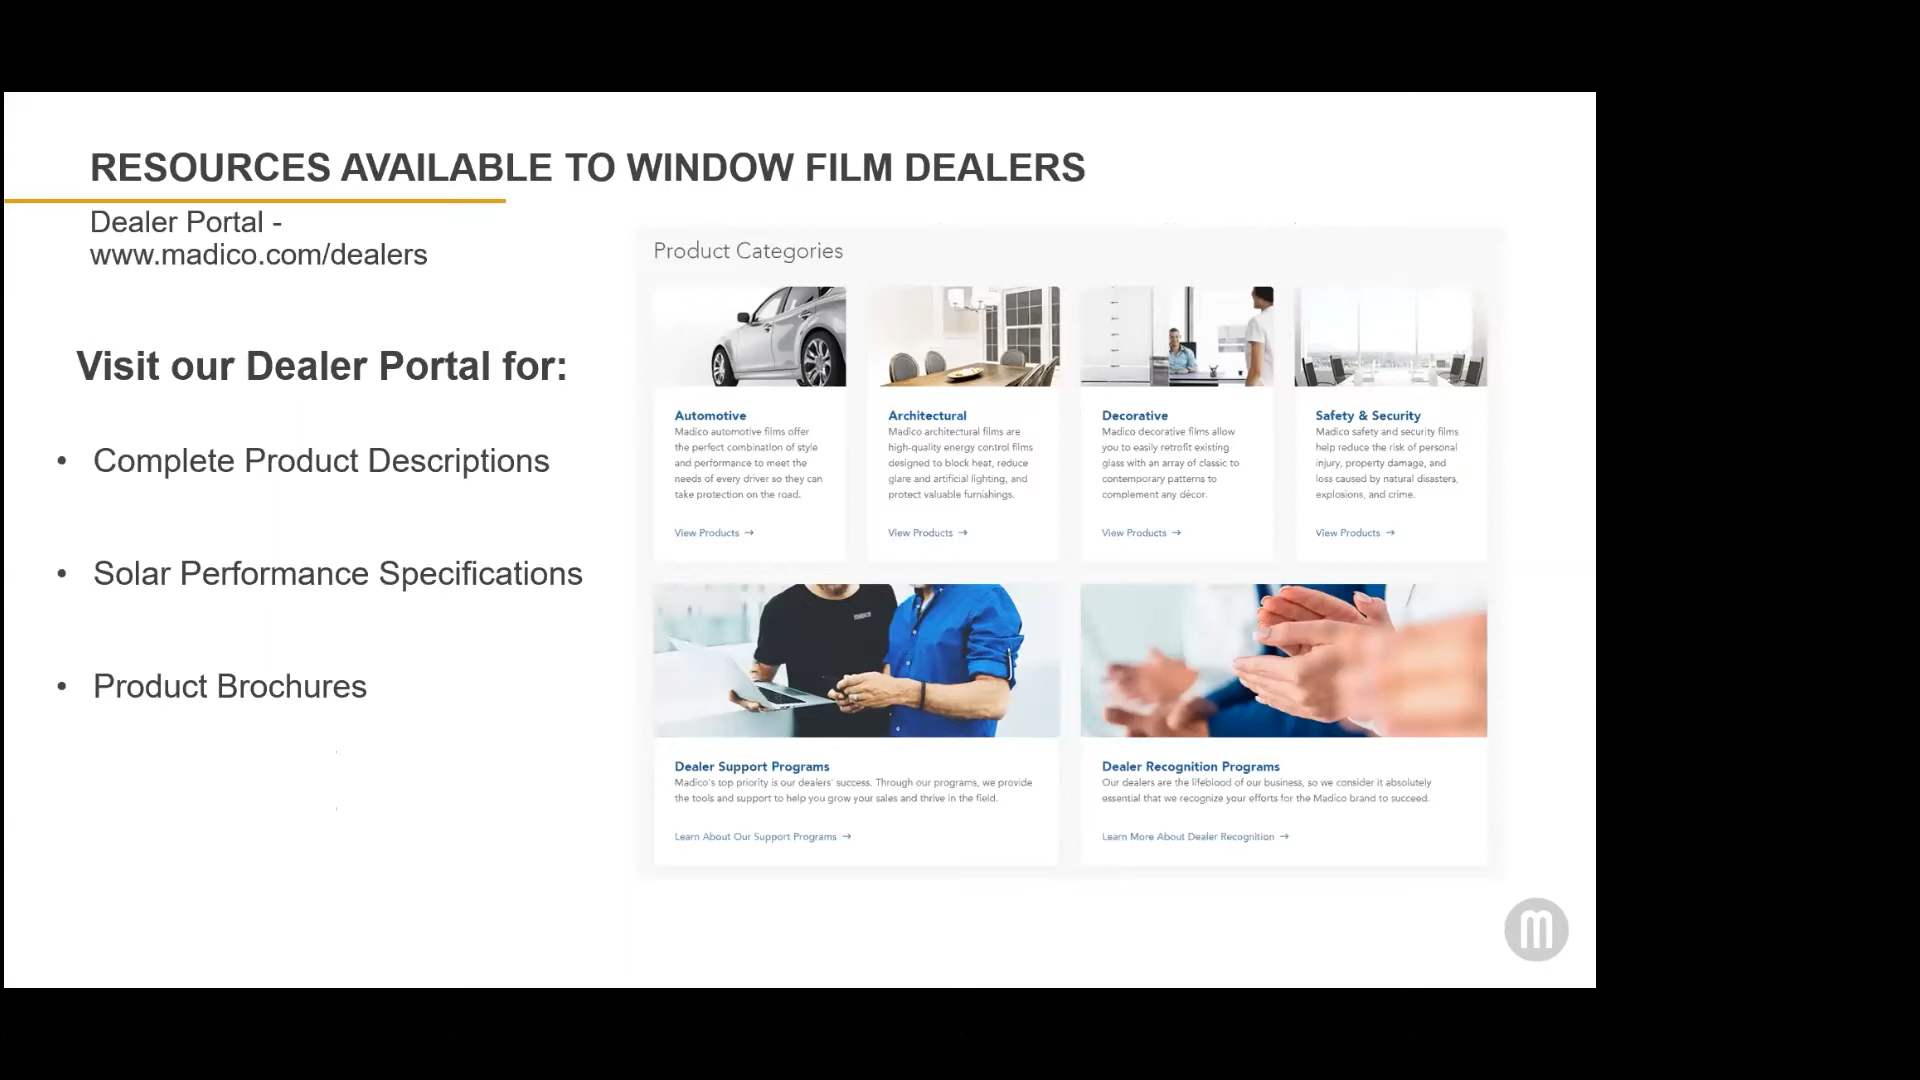 RESOURCES AVAILABLE TO WINDOW FILM DEALERS
Dealer Portal -
www.madico.com/dealers
Visit our Dealer Portal for:
• Complete Product Descriptions
• Solar Performance Specifications
• Product Brochures
Product Categories
Automotive
Madico automotive films offer
the perfect combination of style
and performance to meet the
needs of every driver so they can
take protection on the road.
View Products →
Architectural
Madico architectural films are
high-quality energy control films
designed to block heat, reduce
glare and artificial lighting, and
protect valuable furnishings.
View Products →
Decorative
Madico decorative films allow
you to easily retrofit existing
glass with an array of classic to
contemporary patterns to
complement any décor.
View Products →
Safety & Security
Madico safety and security films
help reduce the risk of personal
injury, property damage, and
loss caused by natural disasters,
explosions, and crime.
View Products →
Dealer Support Programs
Madico's top priority is our dealers' success. Through our programs, we provide
the tools and support to help you grow your sales and thrive in the field.
Learn About Our Support Programs →
Dealer Recognition Programs
Our dealers are the lifeblood of our business, so we consider it absolutely
essential that we recognize your efforts for the Madico brand to succeed.
Learn More About Dealer Recognition →
m